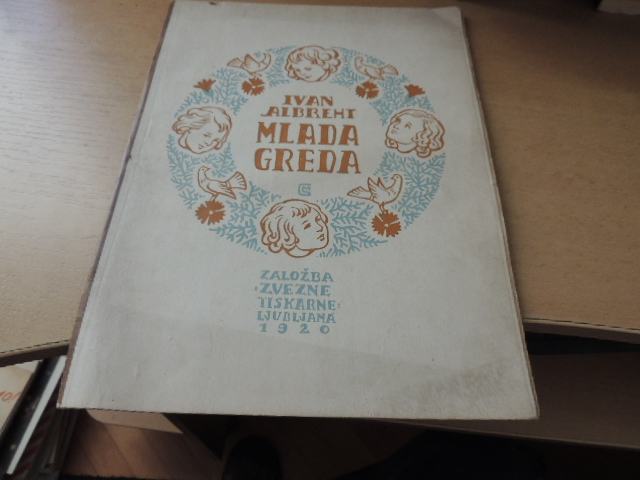 IVAN
ALBREHT
MLADA
GREDA
ZALOŽBA
ZVEZNE
TISKARNE
LJUBLJANA
1920